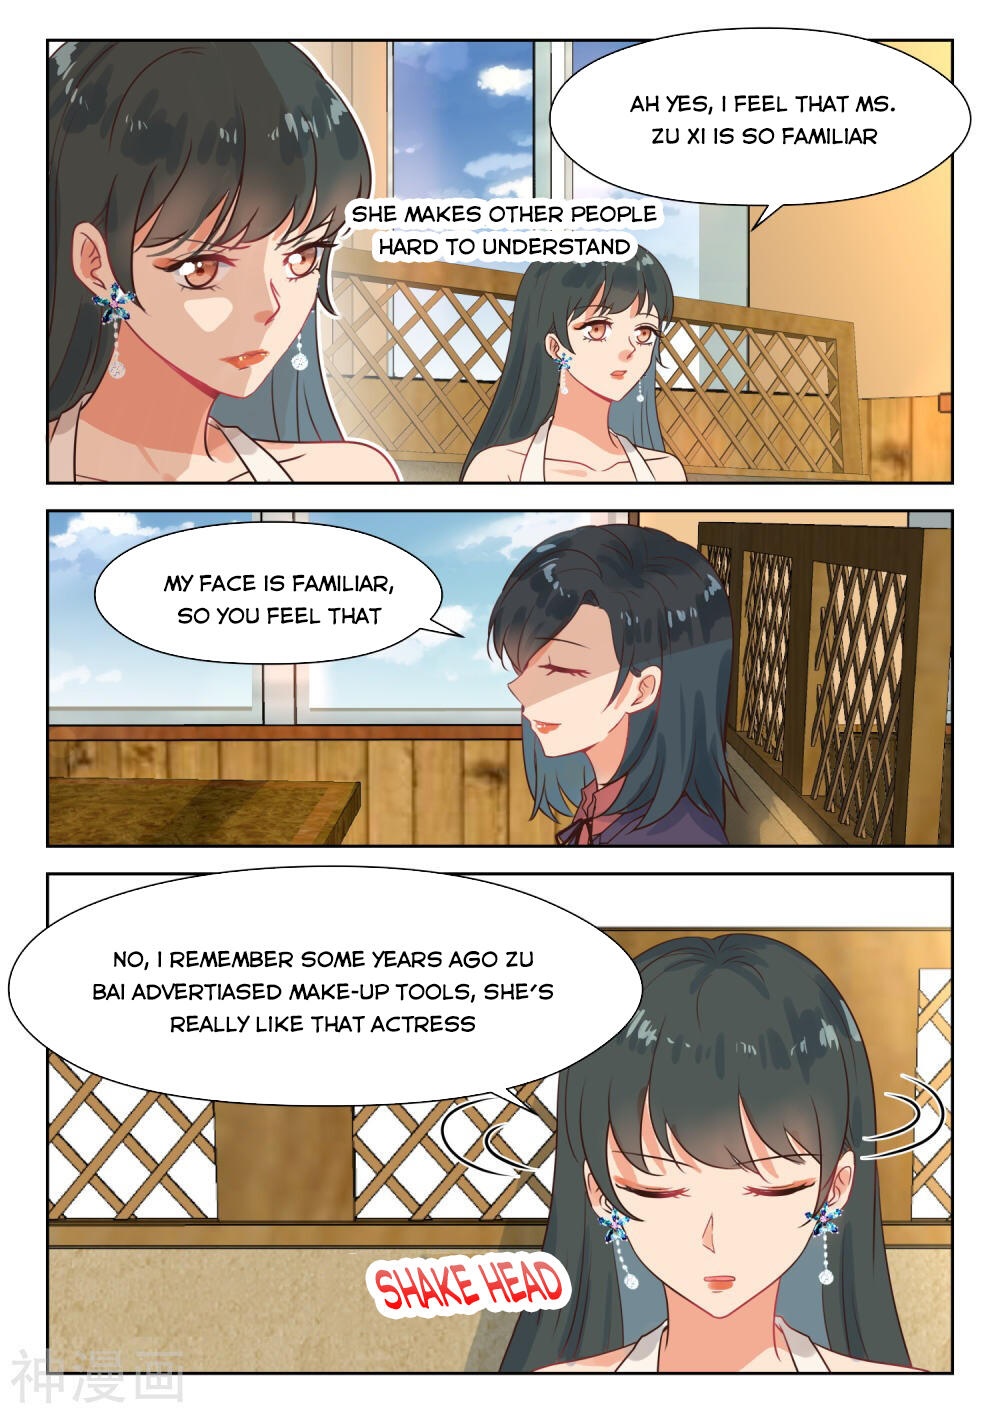 AH YES, I FEEL THAT MS.
ZU XI IS SO FAMILIAR
SHE MAKES OTHER PEOPLE
HARD TO UNDERSTAND
MY FACE IS FAMILIAR,
SO YOU FEEL THAT
NO, I REMEMBER SOME YEARS AGO ZU
BAI ADVERTIASED MAKE-UP TOOLS, SHE'S
REALLY LIKE THAT ACTRESS
SHAKE HEAD
神漫画